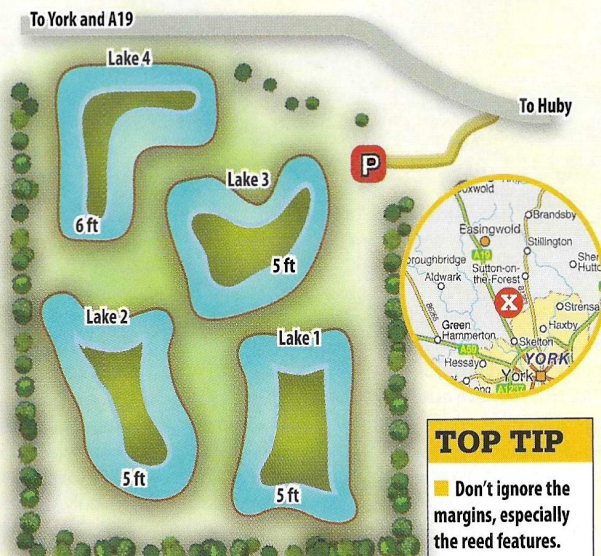 To York and A19
Lake 4
To Huby
P
Lake 3
6 ft
5 ft
Lake 2
Lake 1
5 ft
5 ft
Brandsby
Easingwold
Stillington
A19
Sutton-on-
the-Forest
Aldwark
X
Green
Hammerton
Haxby
Skelton
A59
Hessay
YORK
York
A1237
TOP TIP
Don't ignore the
margins, especially
the reed features.